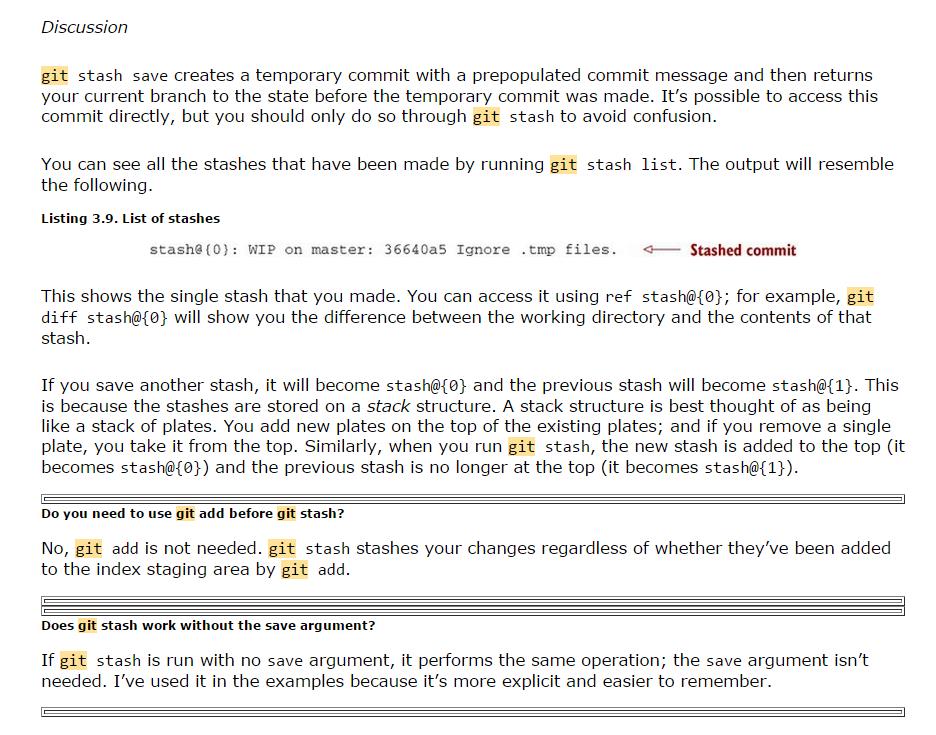 Discussion
git stash save creates a temporary commit with a prepopulated commit message and then returns
your current branch to the state before the temporary commit was made. It’s possible to access this
commit directly, but you should only do so through git stash to avoid confusion.
You can see all the stashes that have been made by running git stash list. The output will resemble
the following.
Listing 3.9. List of stashes
stash@{0}: WIP on master: 36640a5 Ignore .tmp files. Stashed commit
This shows the single stash that you made. You can access it using ref stash@{0}; for example, git
diff stash@{0} will show you the difference between the working directory and the contents of that
stash.
If you save another stash, it will become stash@{0} and the previous stash will become stash@{1}. This
is because the stashes are stored on a stack structure. A stack structure is best thought of as being
like a stack of plates. You add new plates on the top of the existing plates; and if you remove a single
plate, you take it from the top. Similarly, when you run git stash, the new stash is added to the top (it
becomes stash@{0}) and the previous stash is no longer at the top (it becomes stash@{1}).
Do you need to use git add before git stash?
No, git add is not needed. git stash stashes your changes regardless of whether they’ve been added
to the index staging area by git add.
Does git stash work without the save argument?
If git stash is run with no save argument, it performs the same operation; the save argument isn’t
needed. I’ve used it in the examples because it’s more explicit and easier to remember.